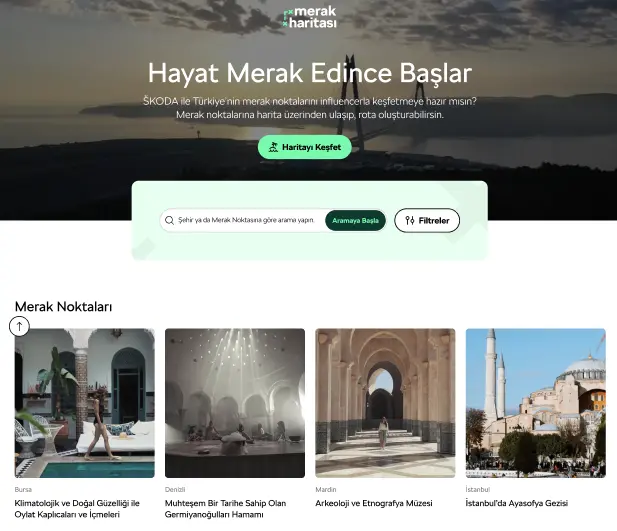 merak
haritası
Hayat Merak Edince Başlar
ŠKODA ile Türkiye'nin merak noktalarını influencerla keşfetmeye hazır mısın?
Merak noktalarına harita üzerinden ulaşıp, rota oluşturabilirsin.
Haritayı Keşfet
Şehir ya da Merak Noktasına göre arama yapın.
Aramaya Başla
Filtreler
Merak Noktaları
Bursa
Klimatolojik ve Doğal Güzelliği ile
Oylat Kaplıcaları ve İçmeleri
Denizli
Muhteşem Bir Tarihe Sahip Olan
Germiyanoğulları Hamamı
Mardin
Arkeoloji ve Etnografya Müzesi
İstanbul
İstanbul'da Ayasofya Gezisi